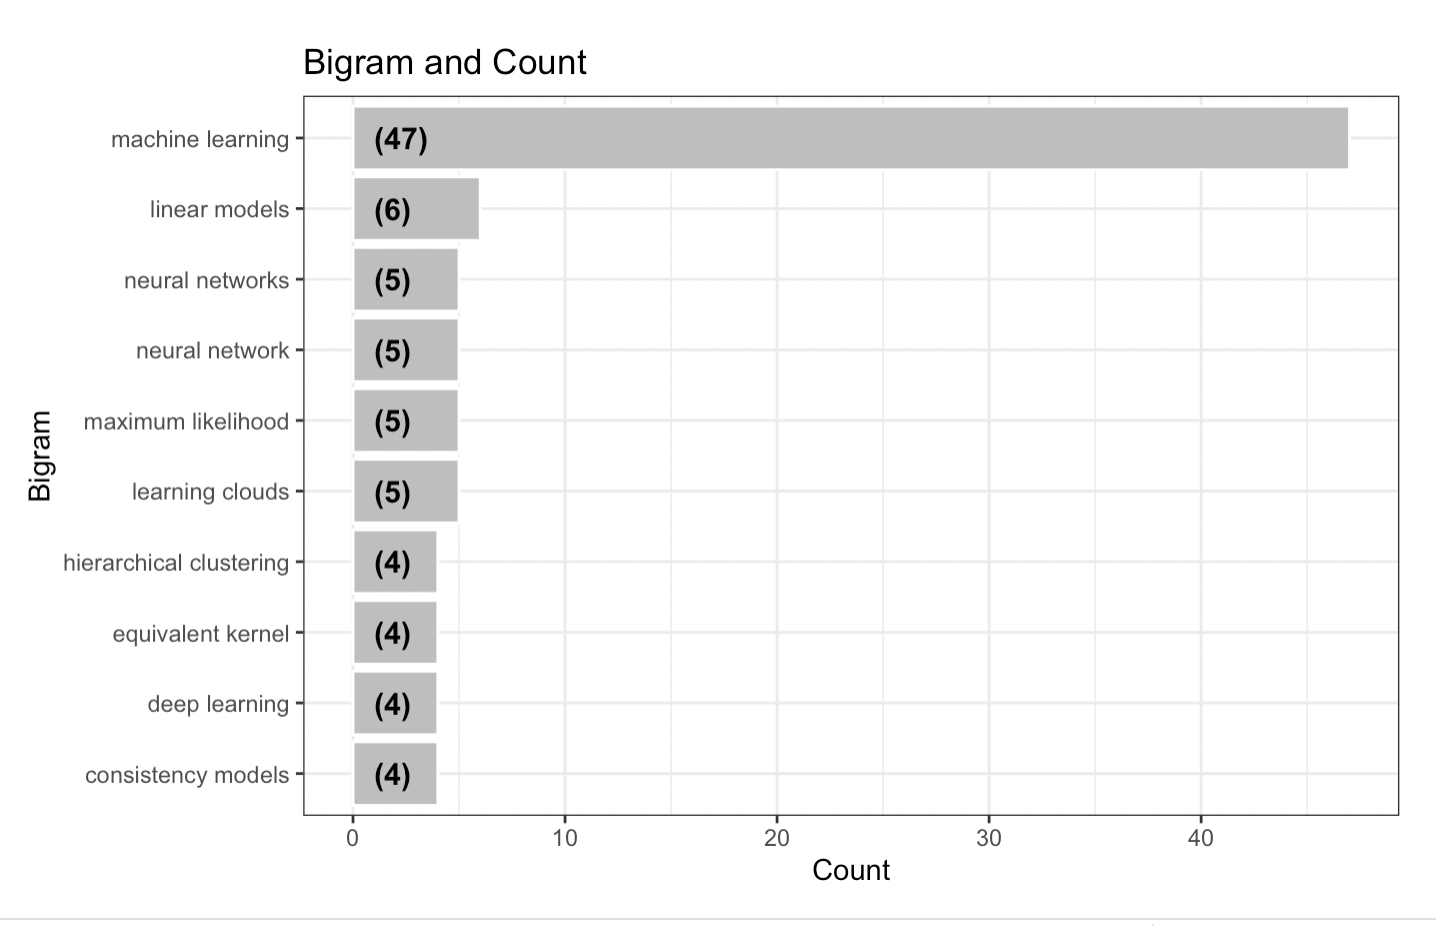 Bigram and Count
machine learning (47)
linear models (6)
neural networks (5)
neural network (5)
maximum likelihood (5)
learning clouds (5)
hierarchical clustering (4)
equivalent kernel (4)
deep learning (4)
consistency models (4)
Bigram
0 10 20 30 40
Count